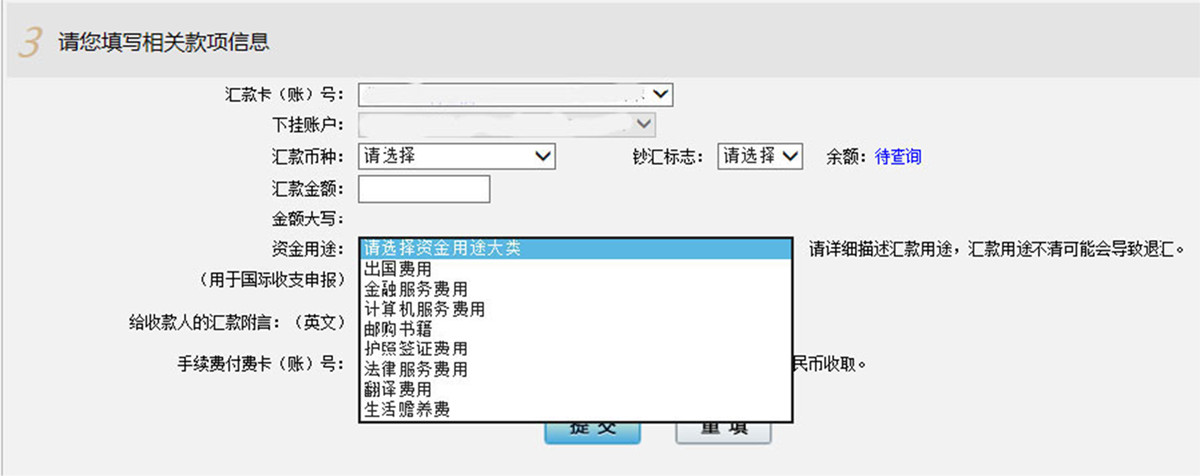 3 请您填写相关款项信息
汇款卡（账）号：
下挂账户：
汇款币种： 请选择 钞汇标志： 请选择 余额：待查询
汇款金额：
金额大写：
资金用途： 请选择资金用途大类 请详细描述汇款用途，汇款用途不清可能会导致退汇。
出国费用
（用于国际收支申报）
金融服务费用
计算机服务费用
给收款人的汇款附言：（英文）
邮购书籍
护照签证费用
手续费付费卡（账）号： 法律服务费用 民币收取。
翻译费用
生活赡养费
提交 重填